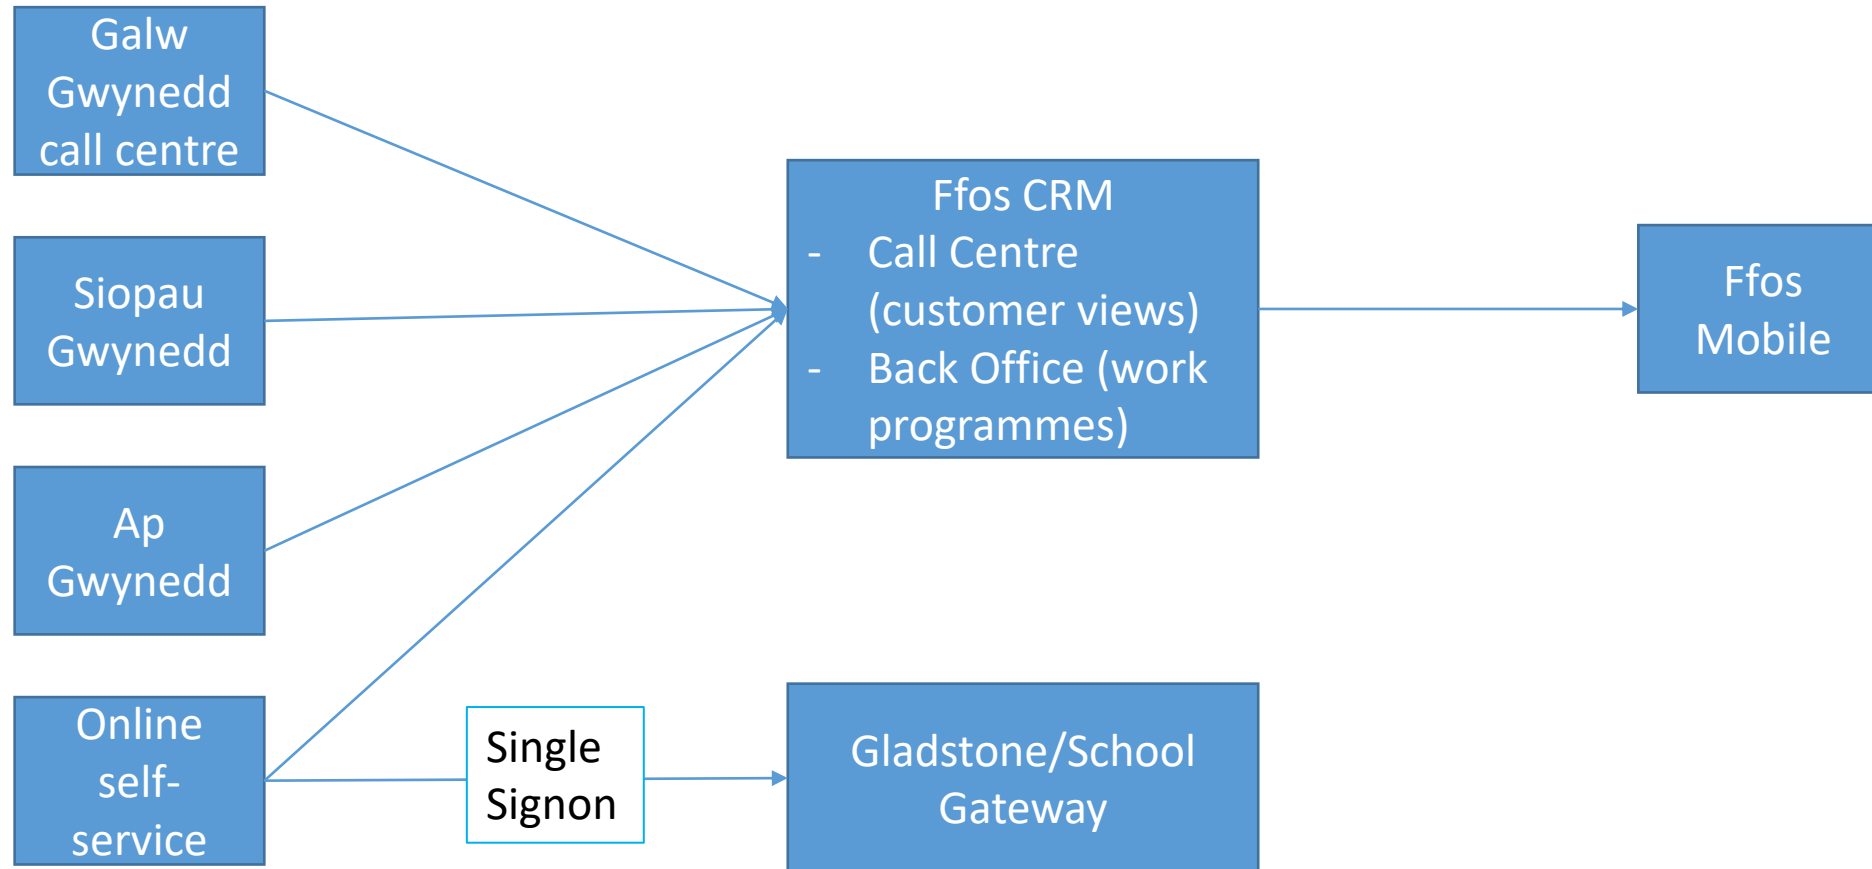 Galw
Gwynedd
call centre
Siopau
Gwynedd
Ap
Gwynedd
Online
self-
service
Single
Signon
Ffos CRM
- Call Centre
(customer views)
- Back Office (work
programmes)
Gladstone/School
Gateway
Ffos
Mobile